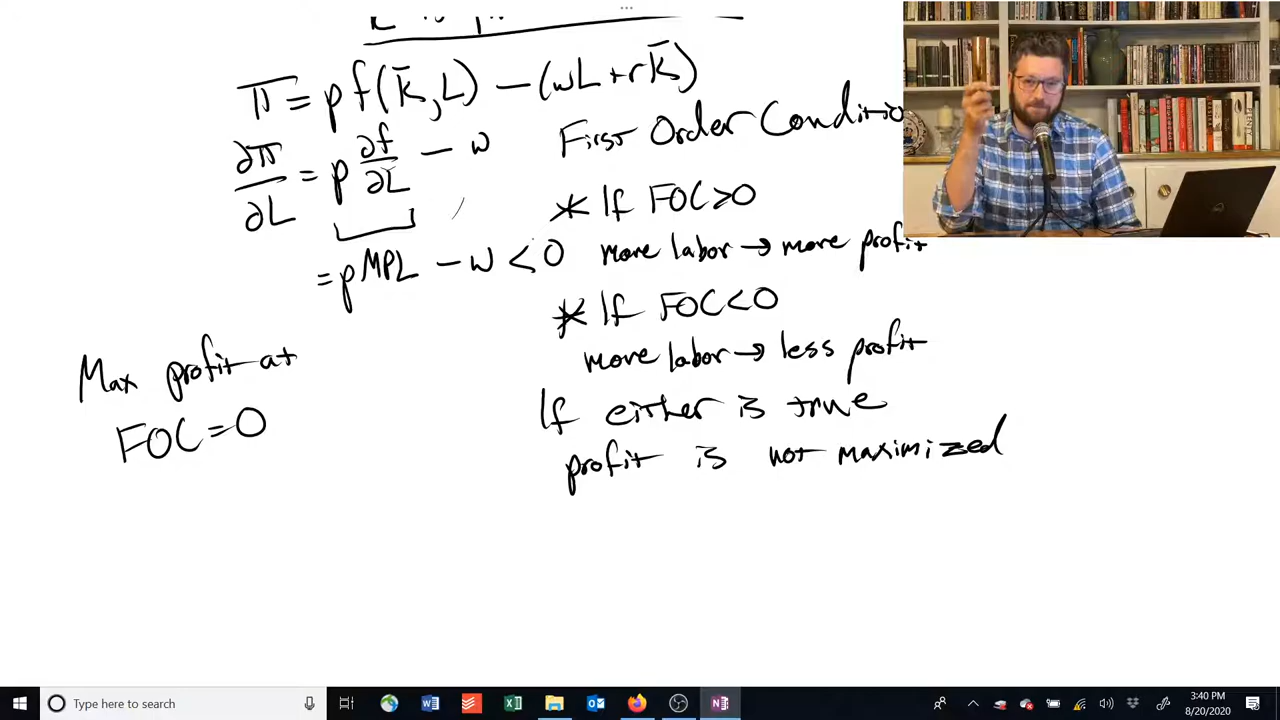 π = p f(K̄, L) − (wL + rK̄)
∂π/∂L = p ∂f/∂L − w First Order Conditio
= pMPL − w < 0
* If FOC>0
more labor → more profit
* If FOC<0
more labor → less profit
If either is true
profit is not maximized
Max profit at
FOC = 0
Type here to search
3:40 PM
8/20/2020